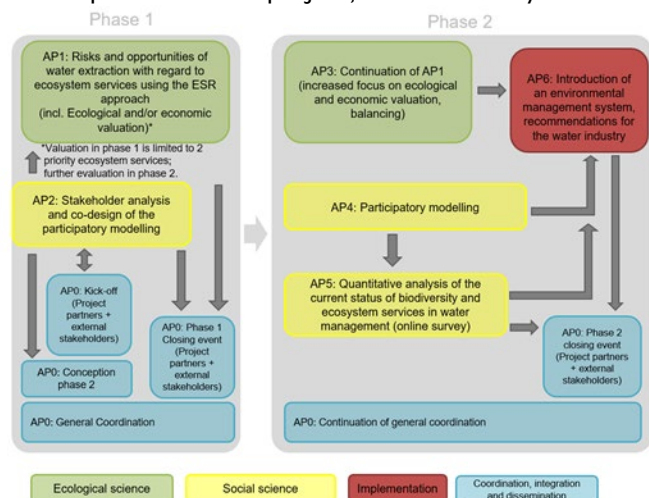 Phase 1
AP1: Risks and opportunities of
water extraction with regard to
ecosystem services using the ESR
approach
(incl. Ecological and/or economic
valuation)*
*Valuation in phase 1 is limited to 2
priority ecosystem services;
further evaluation in phase 2.
AP2: Stakeholder analysis
and co-design of the
participatory modelling
AP0: Kick-off
(Project
partners +
external
stakeholders)
AP0: Conception
phase 2
AP0: Phase 1
Closing event
(Project partners
+ external
stakeholders)
AP0: General Coordination
Phase 2
AP3: Continuation of AP1
(increased focus on ecological
and economic valuation,
balancing)
AP6: Introduction of
an environmental
management system,
recommendations for
the water industry
AP4: Participatory modelling
AP5: Quantitative analysis of the
current status of biodiversity and
ecosystem services in water
management (online survey)
AP0: Phase 2
closing event
(Project partners
+ external
stakeholders)
AP0: Continuation of general coordination
Ecological science
Social science
Implementation
Coordination, integration
and dissemination